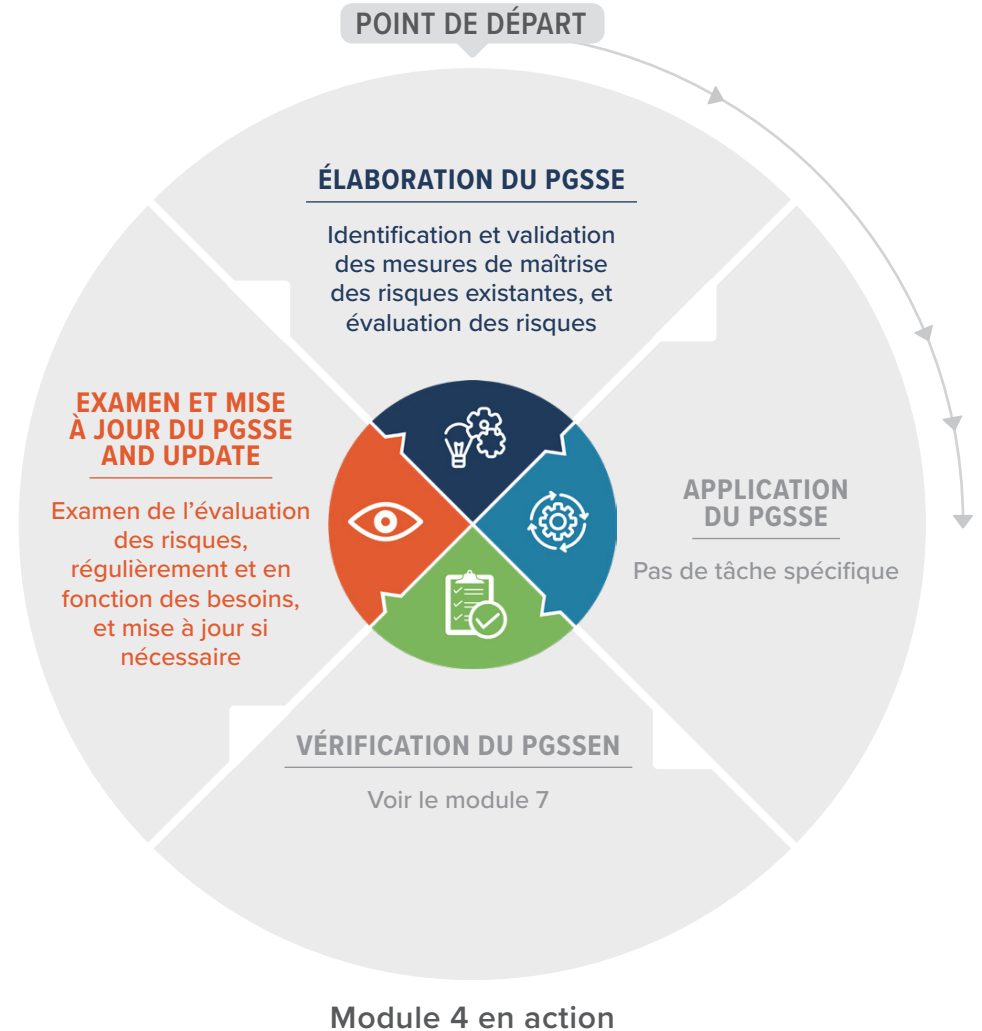 POINT DE DÉPART
ÉLABORATION DU PGSSE
Identification et validation
des mesures de maîtrise
des risques existantes, et
évaluation des risques
APPLICATION
DU PGSSE
Pas de tâche spécifique
VÉRIFICATION DU PGSSEN
Voir le module 7
EXAMEN ET MISE
À JOUR DU PGSSE
AND UPDATE
Examen de l’évaluation
des risques,
régulièrement et en
fonction des besoins,
et mise à jour si
nécessaire
Module 4 en action